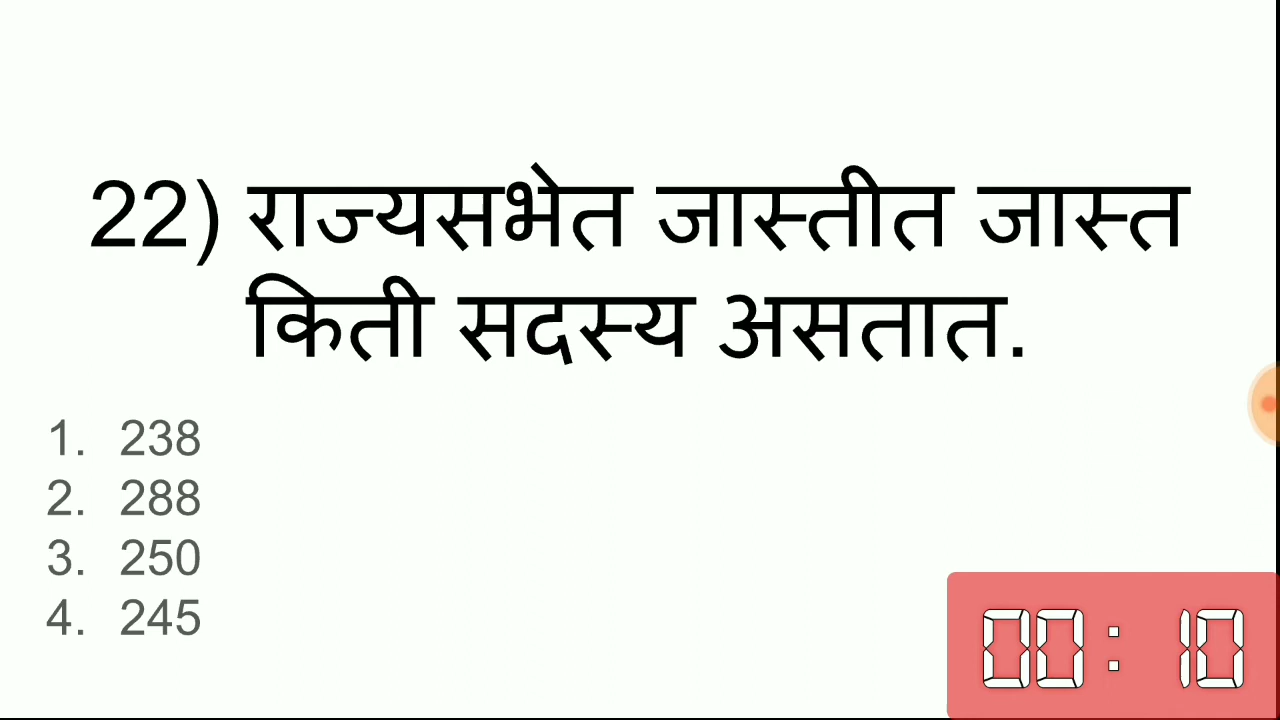 22) राज्यसभेत जास्तीत जास्त
किती सदस्य असतात.
1. 238
2. 288
3. 250
4. 245
00:10